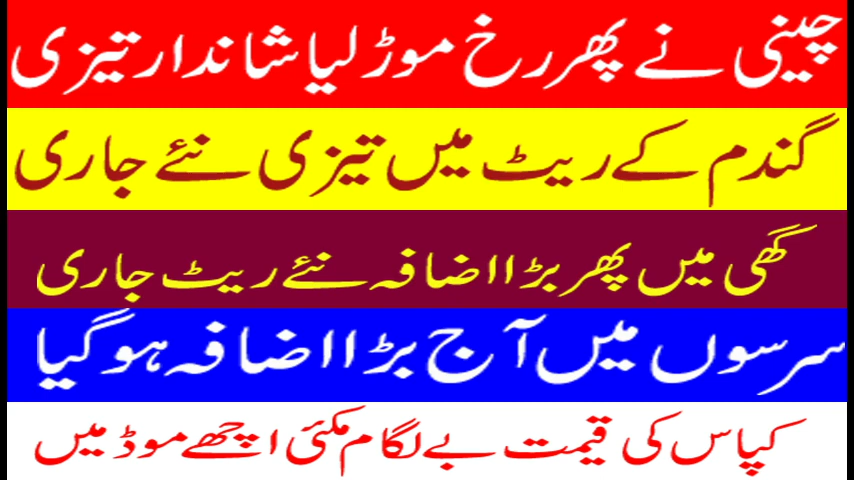 چینی نے پھر رخ موڑ لیا شاندار تیزی
گندم کے ریٹ میں تیزی نئے جاری
گھی میں پھر بڑا اضافہ نئے ریٹ جاری
سرسوں میں آج بڑا اضافہ ہو گیا
کپاس کی قیمت بے لگام مکئی اچھے موڈ میں